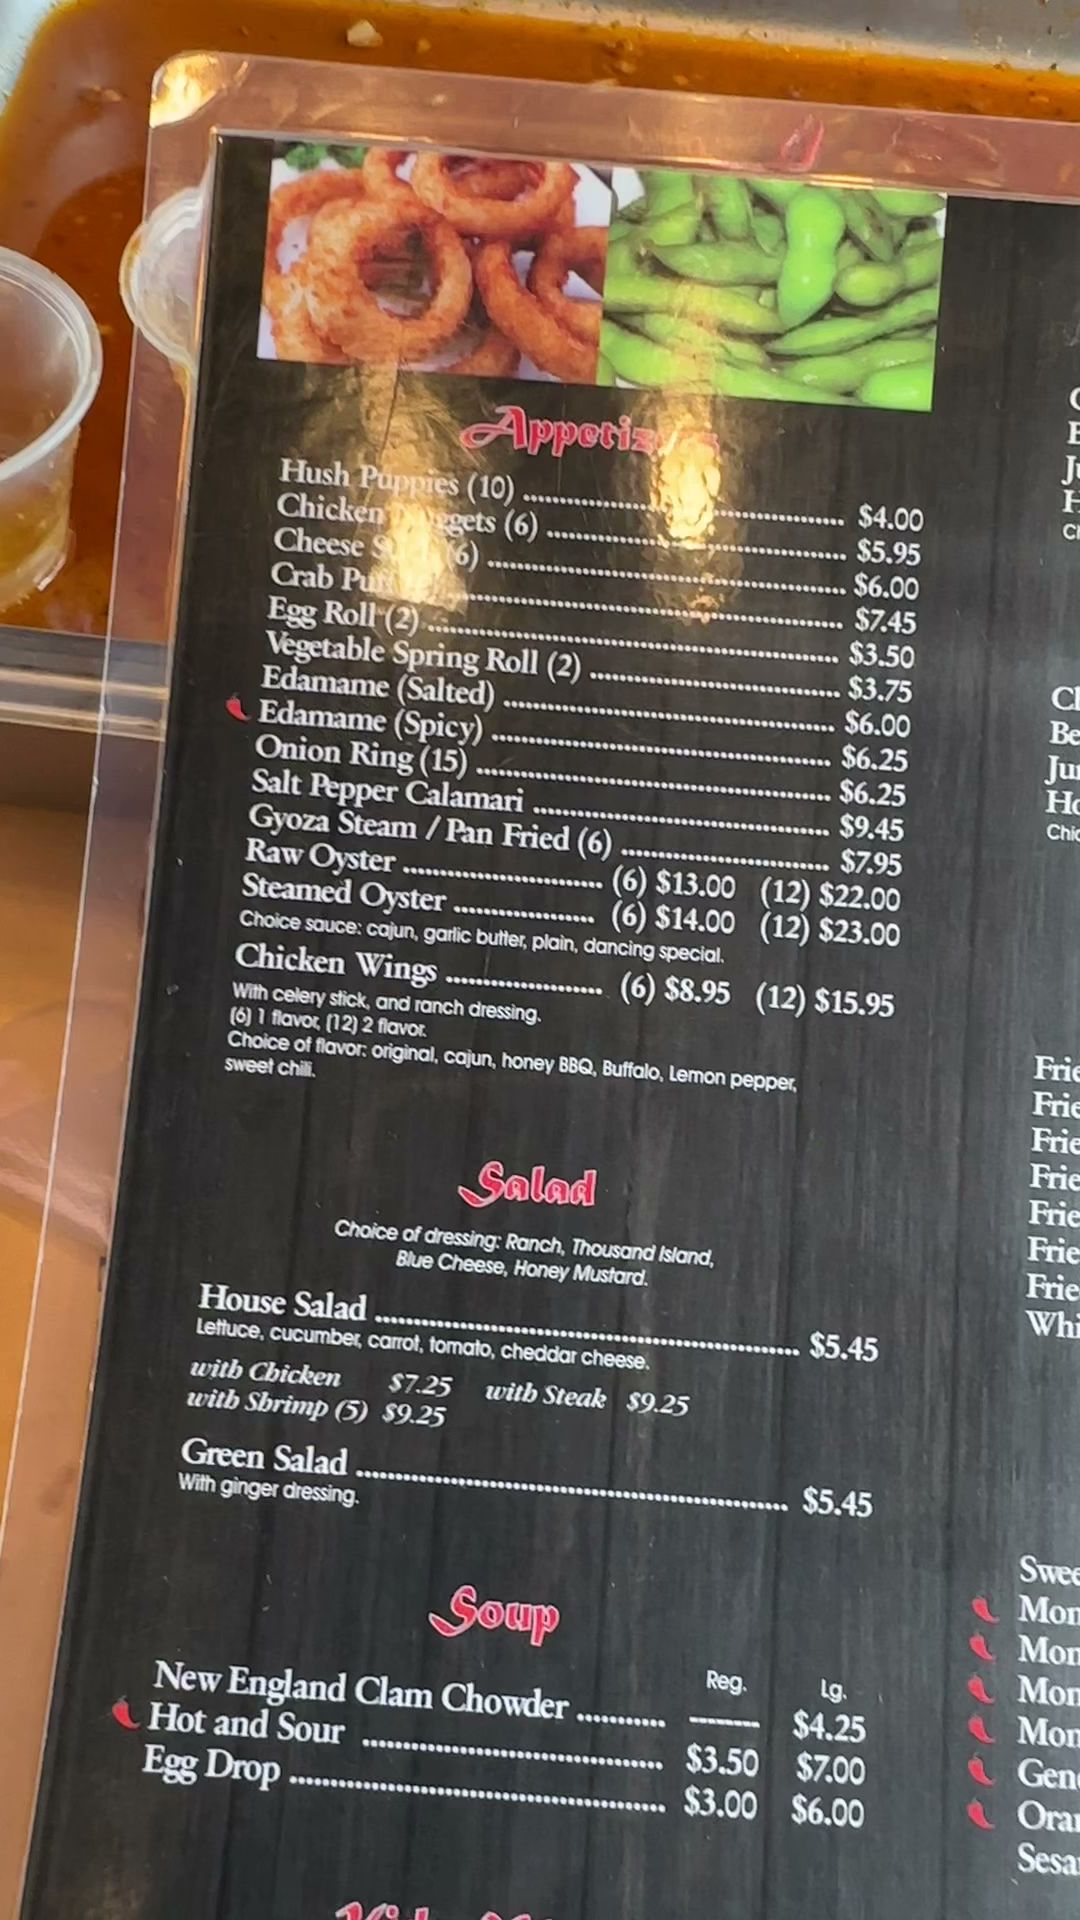 Appetizers
Hush Puppies (10) $4.00
Chicken Nuggets (6) $5.95
Cheese (6) $6.00
Crab $7.45
Egg Roll (2) $3.50
Vegetable Spring Roll (2) $3.75
Edamame (Salted) $6.00
Edamame (Spicy) $6.25
Onion Ring (15) $6.25
Salt Pepper Calamari $9.45
Gyoza Steam / Pan Fried (6) $7.95
Raw Oyster (6) $13.00 (12) $22.00
Steamed Oyster (6) $14.00 (12) $23.00
Choice sauce: cajun, garlic butter, plain, dancing special.
Chicken Wings (6) $8.95 (12) $15.95
With celery stick, and ranch dressing.
(6) 1 flavor, (12) 2 flavor.
Choice of flavor: original, cajun, honey BBQ, Buffalo, Lemon pepper,
sweet chili.
Salad
Choice of dressing: Ranch, Thousand Island,
Blue Cheese, Honey Mustard.
House Salad $5.45
Lettuce, cucumber, carrot, tomato, cheddar cheese.
with Chicken $7.25 with Steak $9.25
with Shrimp (5) $9.25
Green Salad $5.45
With ginger dressing.
Soup
Reg. Lg.
New England Clam Chowder -------- $4.25
Hot and Sour $3.50 $7.00
Egg Drop $3.00 $6.00